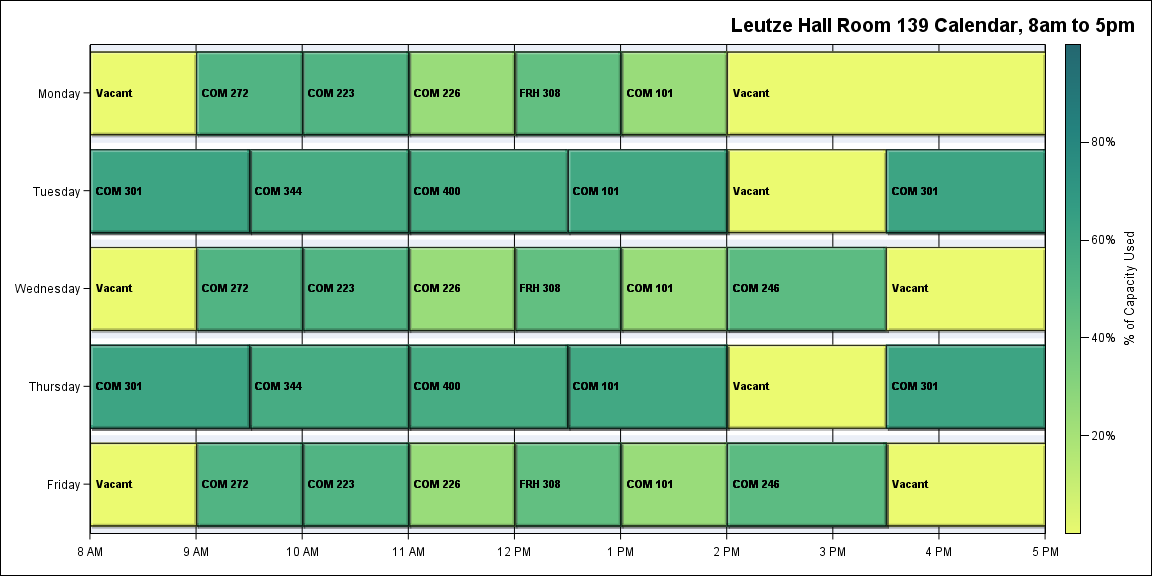 Leutze Hall Room 139 Calendar, 8am to 5pm
Monday
Vacant
COM 272
COM 223
COM 226
FRH 308
COM 101
Vacant
Tuesday
COM 301
COM 344
COM 400
COM 101
Vacant
COM 301
Wednesday
Vacant
COM 272
COM 223
COM 226
FRH 308
COM 101
COM 246
Vacant
Thursday
COM 301
COM 344
COM 400
COM 101
Vacant
COM 301
Friday
Vacant
COM 272
COM 223
COM 226
FRH 308
COM 101
COM 246
Vacant
8 AM
9 AM
10 AM
11 AM
12 PM
1 PM
2 PM
3 PM
4 PM
5 PM
80%
60%
40%
20%
% of Capacity Used